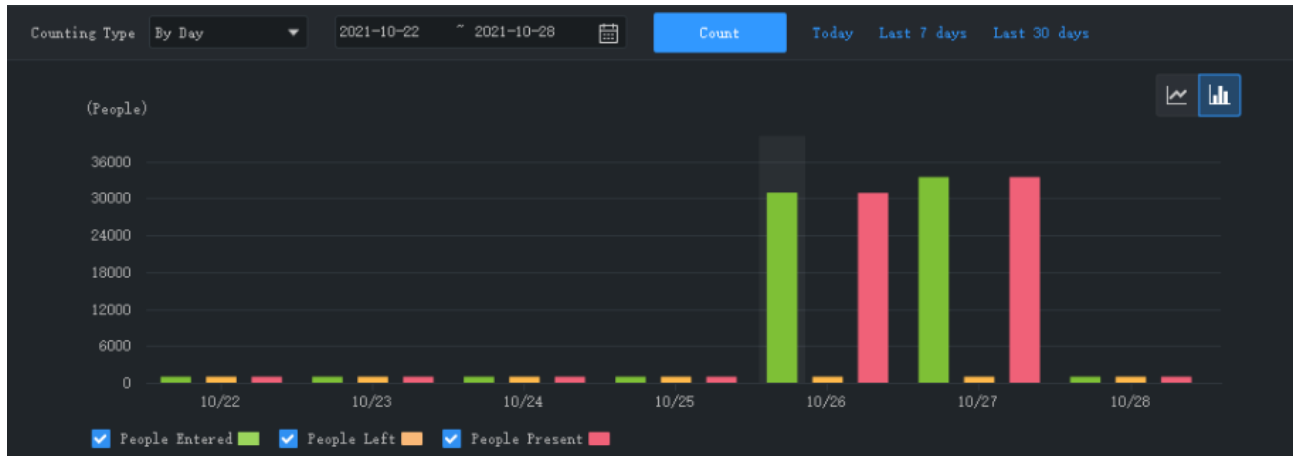 Counting Type By Day 2021-10-22 ~ 2021-10-28 Count Today Last 7 days Last 30 days
(People)
36000
30000
24000
18000
12000
6000
0
10/22 10/23 10/24 10/25 10/26 10/27 10/28
People Entered People Left People Present